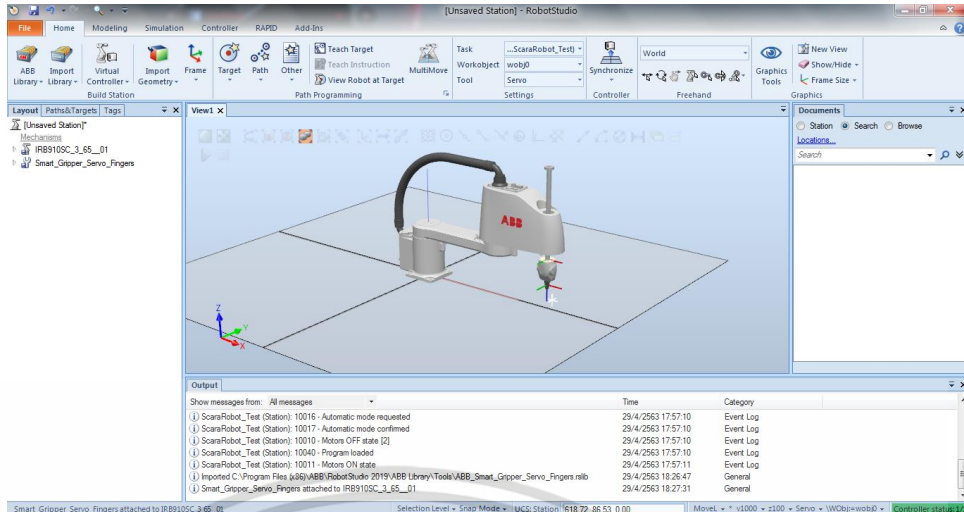 [Unsaved Station] - RobotStudio
File Home Modeling Simulation Controller RAPID Add-Ins
ABB Library
Import Library
Virtual Controller
Import Geometry
Build Station
Frame
Target
Path
Other
Teach Target
Teach Instruction
View Robot at Target
MultiMove
Path Programming
Task ...ScaraRobot_Test)
Workobject wobj0
Tool Servo
Settings
Synchronize
Controller
World
Freehand
Graphics Tools
New View
Show/Hide
Frame Size
Graphics
Layout Paths&Targets Tags
[Unsaved Station]*
Mechanisms
IRB910SC_3_65__01
Smart_Gripper_Servo_Fingers
View1
ABB
Z
Y
X
Documents
Station Search Browse
Locations...
Search
Output
Show messages from: All messages Time Category
ScaraRobot_Test (Station): 10016 - Automatic mode requested 29/4/2563 17:57:10 Event Log
ScaraRobot_Test (Station): 10017 - Automatic mode confirmed 29/4/2563 17:57:10 Event Log
ScaraRobot_Test (Station): 10010 - Motors OFF state [2] 29/4/2563 17:57:10 Event Log
ScaraRobot_Test (Station): 10040 - Program loaded 29/4/2563 17:57:10 Event Log
ScaraRobot_Test (Station): 10011 - Motors ON state 29/4/2563 17:57:11 Event Log
Imported C:\Program Files (x86)\ABB\RobotStudio 2019\ABB Library\Tools\ABB_Smart_Gripper_Servo_Fingers.rslib 29/4/2563 18:26:47 General
Smart_Gripper_Servo_Fingers attached to IRB910SC_3_65__01 29/4/2563 18:27:31 General
Smart_Gripper_Servo_Fingers attached to IRB910SC_3_65__01 Selection Level Snap Mode UCS: Station 618.72 -86.53 0.00 MoveL * v1000 z100 Servo \WObj:=wobj0 Controller status: 1/1